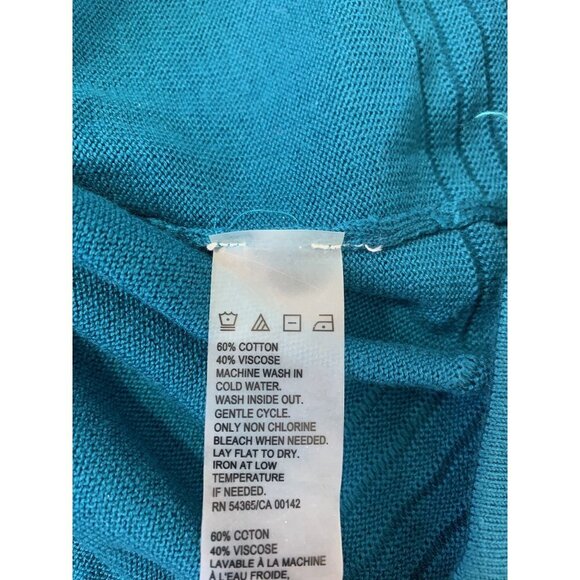 60% COTTON
40% VISCOSE
MACHINE WASH IN
COLD WATER.
WASH INSIDE OUT.
GENTLE CYCLE.
ONLY NON CHLORINE
BLEACH WHEN NEEDED.
LAY FLAT TO DRY.
IRON AT LOW
TEMPERATURE
IF NEEDED.
RN 54365/CA 00142
60% COTON
40% VISCOSE
LAVABLE À LA MACHINE
À L'EAU FROIDE,